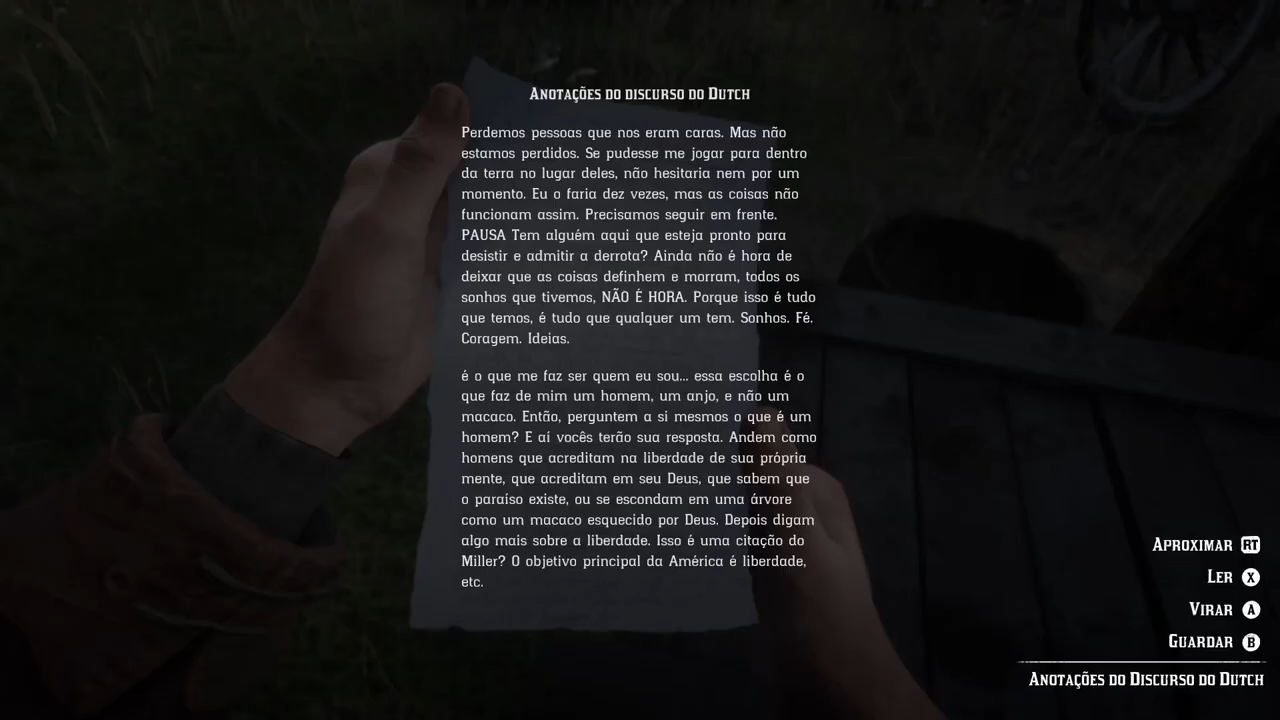 Anotações do discurso do Dutch
Perdemos pessoas que nos eram caras. Mas não
estamos perdidos. Se pudesse me jogar para dentro
da terra no lugar deles, não hesitaria nem por um
momento. Eu o faria dez vezes, mas as coisas não
funcionam assim. Precisamos seguir em frente.
PAUSA Tem alguém aqui que esteja pronto para
desistir e admitir a derrota? Ainda não é hora de
deixar que as coisas definhem e morram, todos os
sonhos que tivemos, NÃO É HORA. Porque isso é tudo
que temos, é tudo que qualquer um tem. Sonhos. Fé.
Coragem. Ideias.
é o que me faz ser quem eu sou... essa escolha é o
que faz de mim um homem, um anjo, e não um
macaco. Então, perguntem a si mesmos o que é um
homem? E aí vocês terão sua resposta. Andem como
homens que acreditam na liberdade de sua própria
mente, que acreditam em seu Deus, que sabem que
o paraíso existe, ou se escondam em uma árvore
como um macaco esquecido por Deus. Depois digam
algo mais sobre a liberdade. Isso é uma citação do
Miller? O objetivo principal da América é liberdade,
etc.
Aproximar RT
Ler X
Virar A
Guardar B
Anotações do Discurso do Dutch